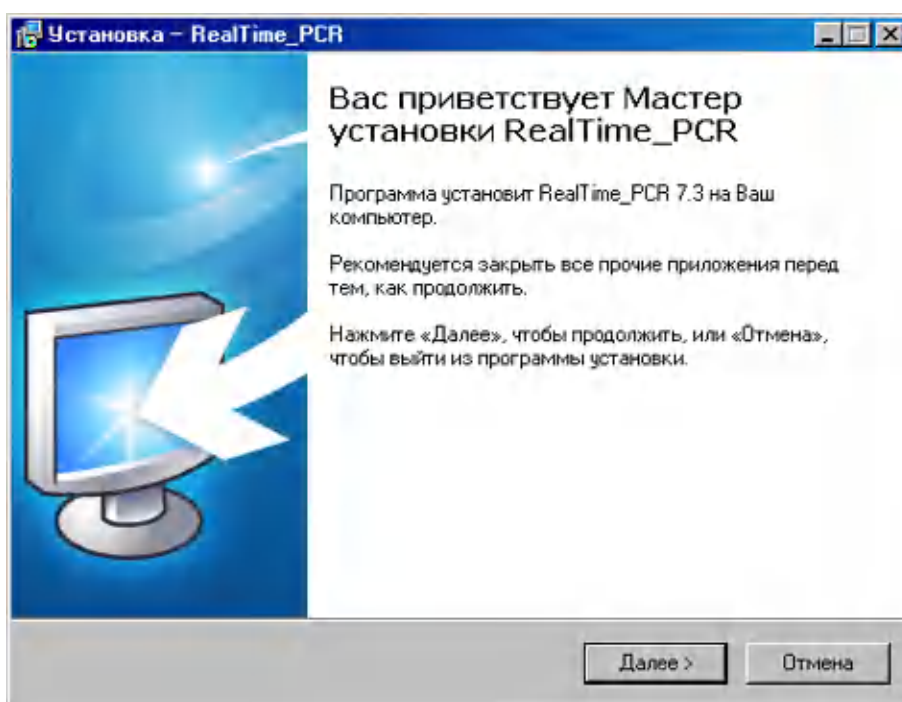 Установка – RealTime_PCR
Вас приветствует Мастер
установки RealTime_PCR
Программа установит RealTime_PCR 7.3 на Ваш
компьютер.
Рекомендуется закрыть все прочие приложения перед
тем, как продолжить.
Нажмите «Далее», чтобы продолжить, или «Отмена»,
чтобы выйти из программы установки.
Далее >
Отмена